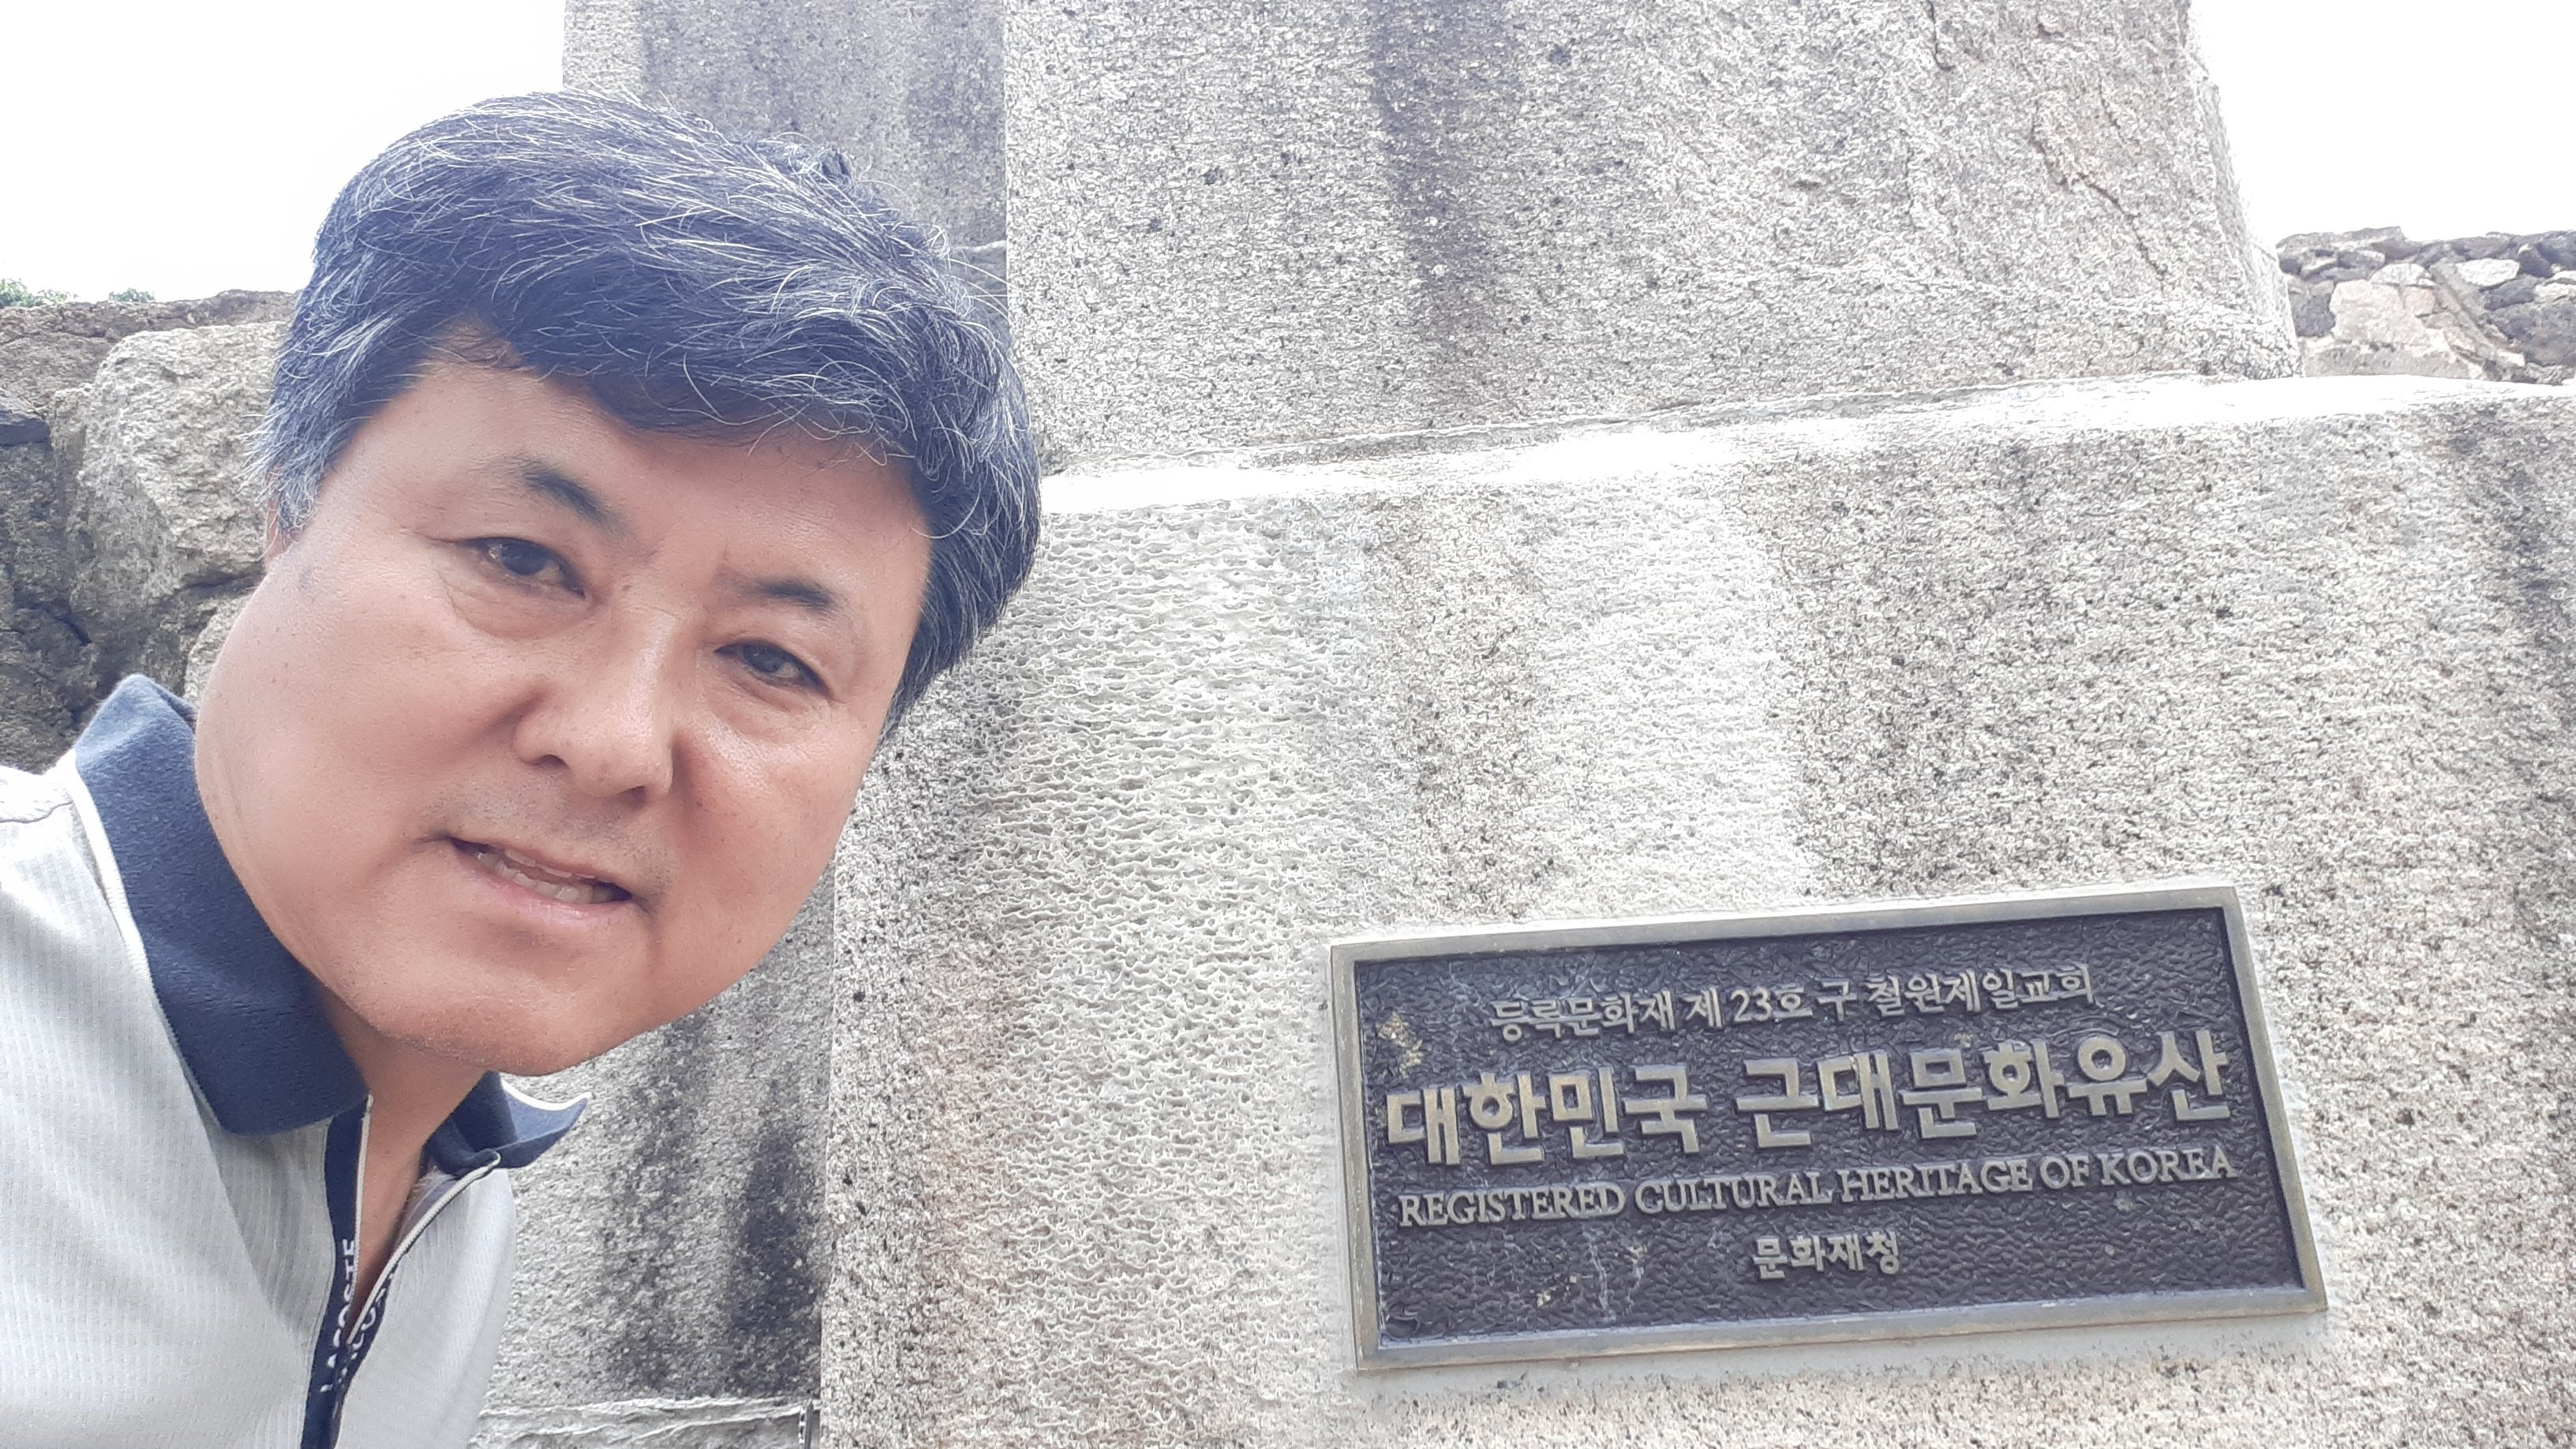 등록문화재 제 23호 구 철원제일교회
대한민국 근대문화유산
REGISTERED CULTURAL HERITAGE OF KOREA
문화재청
LACOSTE